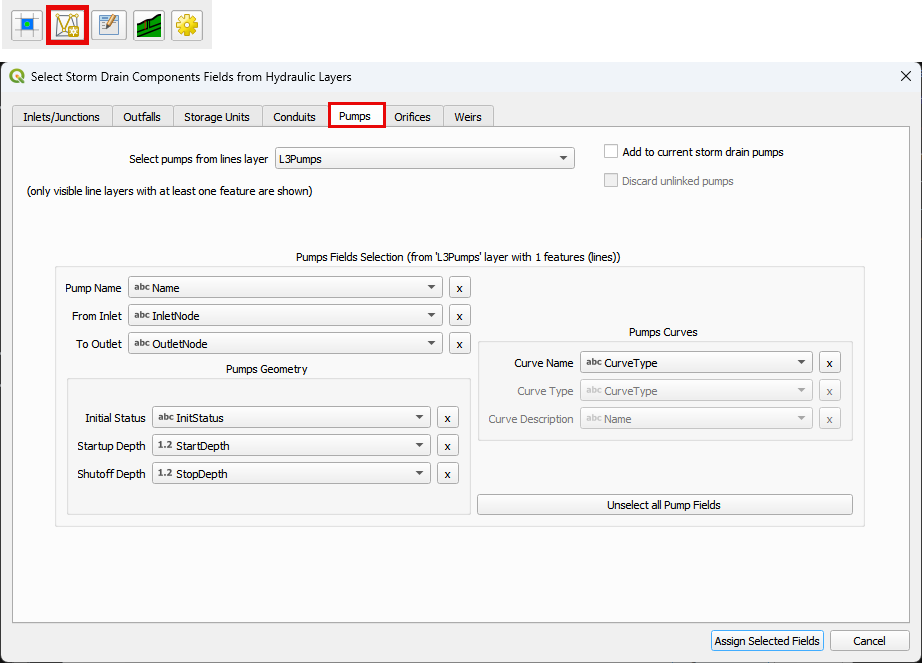 Select Storm Drain Components Fields from Hydraulic Layers
Inlets/Junctions Outfalls Storage Units Conduits Pumps Orifices Weirs
Select pumps from lines layer L3Pumps
Add to current storm drain pumps
(only visible line layers with at least one feature are shown)
Discard unlinked pumps
Pumps Fields Selection (from 'L3Pumps' layer with 1 features (lines))
Pump Name abc Name x
From Inlet abc InletNode x
To Outlet abc OutletNode x
Pumps Geometry
Initial Status abc InitStatus x
Startup Depth 1.2 StartDepth x
Shutoff Depth 1.2 StopDepth x
Pumps Curves
Curve Name abc CurveType x
Curve Type abc CurveType x
Curve Description abc Name x
Unselect all Pump Fields
Assign Selected Fields Cancel